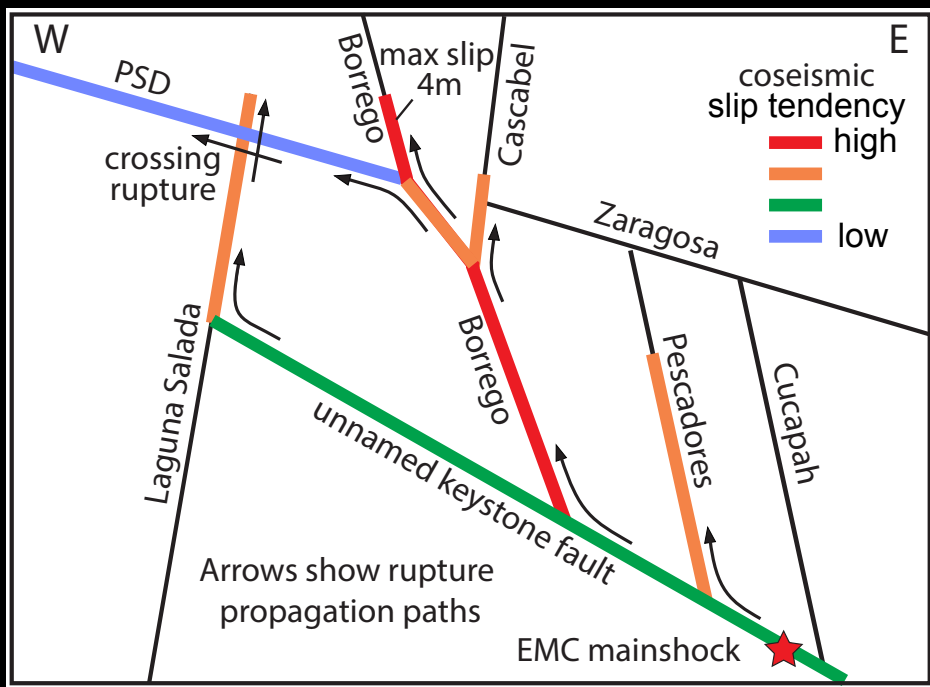 W
E
PSD
Borrego
max slip
4m
Cascabel
coseismic
slip tendency
high
low
crossing
rupture
Zaragosa
Laguna Salada
Borrego
Pescadores
Cucapah
unnamed keystone fault
Arrows show rupture
propagation paths
EMC mainshock